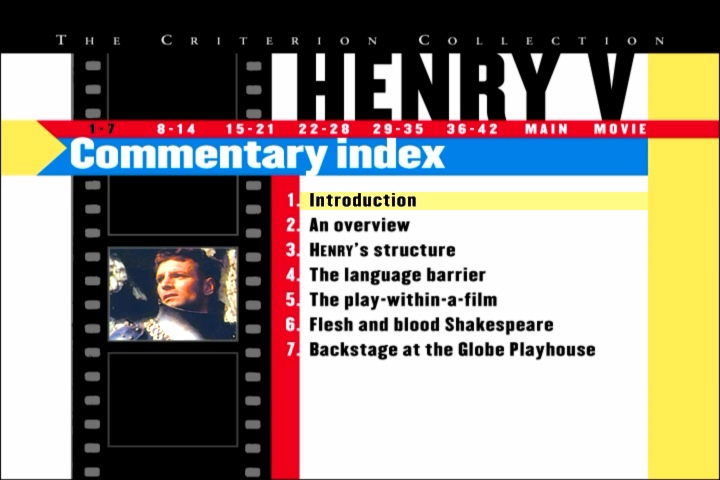 THE CRITERION COLLECTION
HENRY V
1-7 8-14 15-21 22-28 29-35 36-42 MAIN MOVIE
Commentary index
1. Introduction
2. An overview
3. HENRY'S structure
4. The language barrier
5. The play-within-a-film
6. Flesh and blood Shakespeare
7. Backstage at the Globe Playhouse